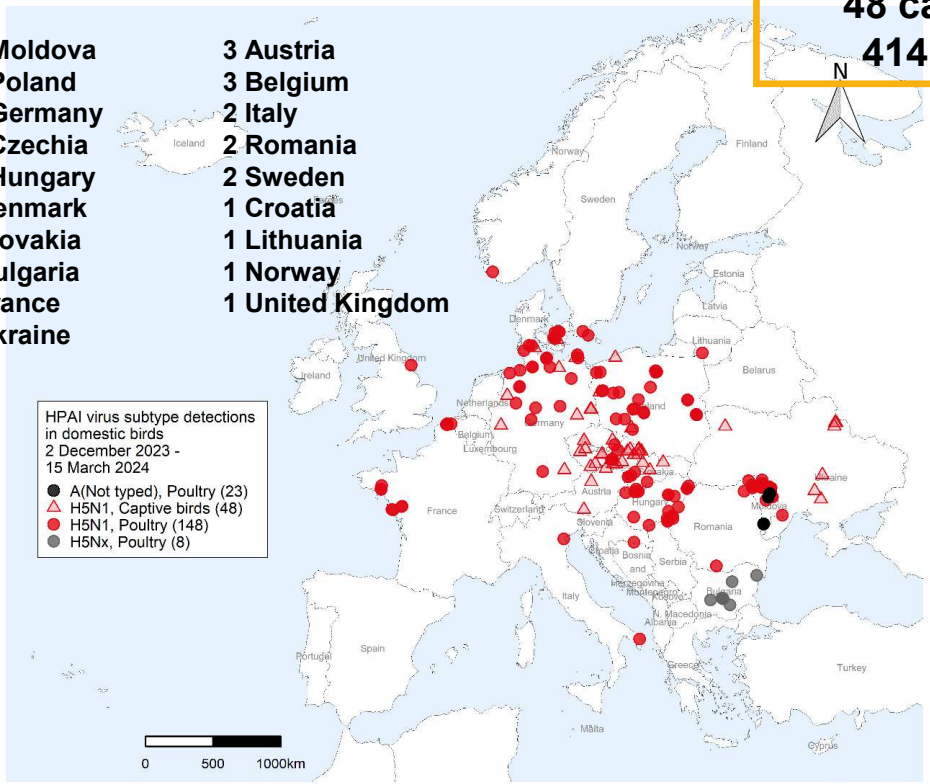 48 ca
414
Moldova
Poland
Germany
Czechia
Hungary
enmark
lovakia
ulgaria
ance
kraine
3 Austria
3 Belgium
2 Italy
2 Romania
2 Sweden
1 Croatia
1 Lithuania
1 Norway
1 United Kingdom
N
Iceland
Norway
Finland
Sweden
Norway
Estonia
Latvia
Denmark
Lithuania
United Kingdom
Ireland
Belarus
Netherlands
Germany
Belgium
Luxembourg
Slovakia
Ukraine
France
Switzerland
Austria
Hungary
Moldova
Slovenia
Romania
Croatia
Bosnia
and
Herzegovina
Serbia
Montenegro
Kosovo
Bulgaria
Italy
N. Macedonia
Albania
Portugal
Spain
Greece
Turkey
Malta
Cyprus
HPAI virus subtype detections
in domestic birds
2 December 2023 -
15 March 2024
A(Not typed), Poultry (23)
H5N1, Captive birds (48)
H5N1, Poultry (148)
H5Nx, Poultry (8)
0 500 1000km